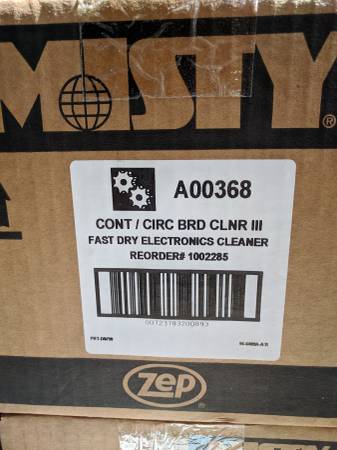 MISTY®
A00368
CONT / CIRC BRD CLNR III
FAST DRY ELECTRONICS CLEANER
REORDER# 1002285
zep